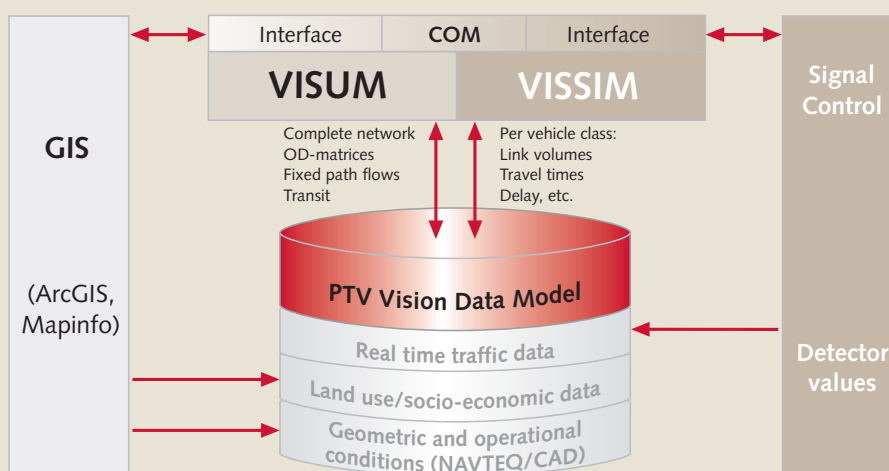 Interface
COM
Interface
VISUM
VISSIM
GIS
(ArcGIS,
Mapinfo)
Complete network
OD-matrices
Fixed path flows
Transit
Per vehicle class:
Link volumes
Travel times
Delay, etc.
Signal
Control
PTV Vision Data Model
Real time traffic data
Land use/socio-economic data
Geometric and operational
conditions (NAVTEQ/CAD)
Detector
values